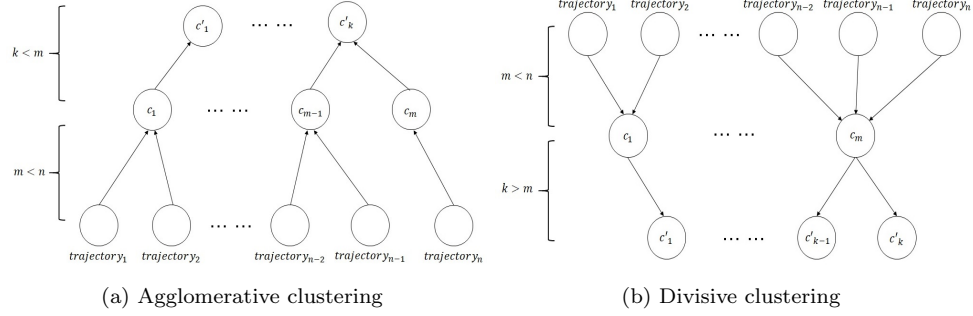 c'₁ ... ... c'ₖ
k < m
c₁ ... ... cₘ₋₁ cₘ
m < n
... ...
trajectory₁ trajectory₂ trajectoryₙ₋₂ trajectoryₙ₋₁ trajectoryₙ
(a) Agglomerative clustering
trajectory₁ trajectory₂ trajectoryₙ₋₂ trajectoryₙ₋₁ trajectoryₙ
... ...
m < n
c₁ ... ... cₘ
k > m
c'₁ ... ... c'ₖ₋₁ c'ₖ
(b) Divisive clustering